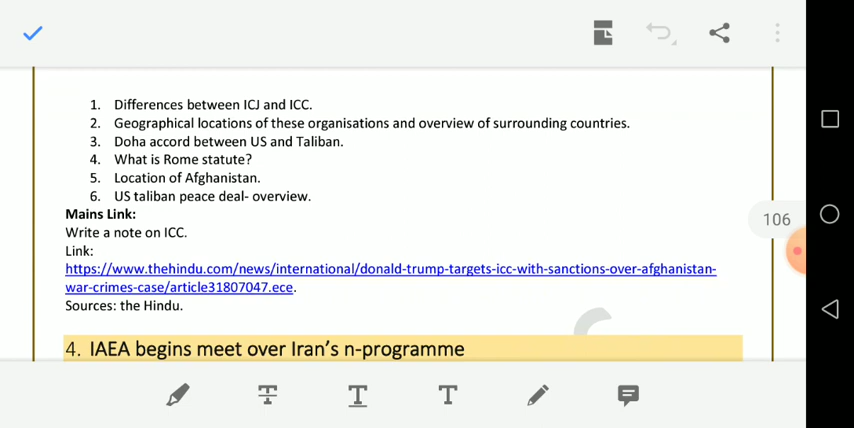 1. Differences between ICJ and ICC.
2. Geographical locations of these organisations and overview of surrounding countries.
3. Doha accord between US and Taliban.
4. What is Rome statute?
5. Location of Afghanistan.
6. US taliban peace deal- overview.
Mains Link:
Write a note on ICC.
Link:
https://www.thehindu.com/news/international/donald-trump-targets-icc-with-sanctions-over-afghanistan-
war-crimes-case/article31807047.ece.
Sources: the Hindu.
106
4. IAEA begins meet over Iran's n-programme
T T T